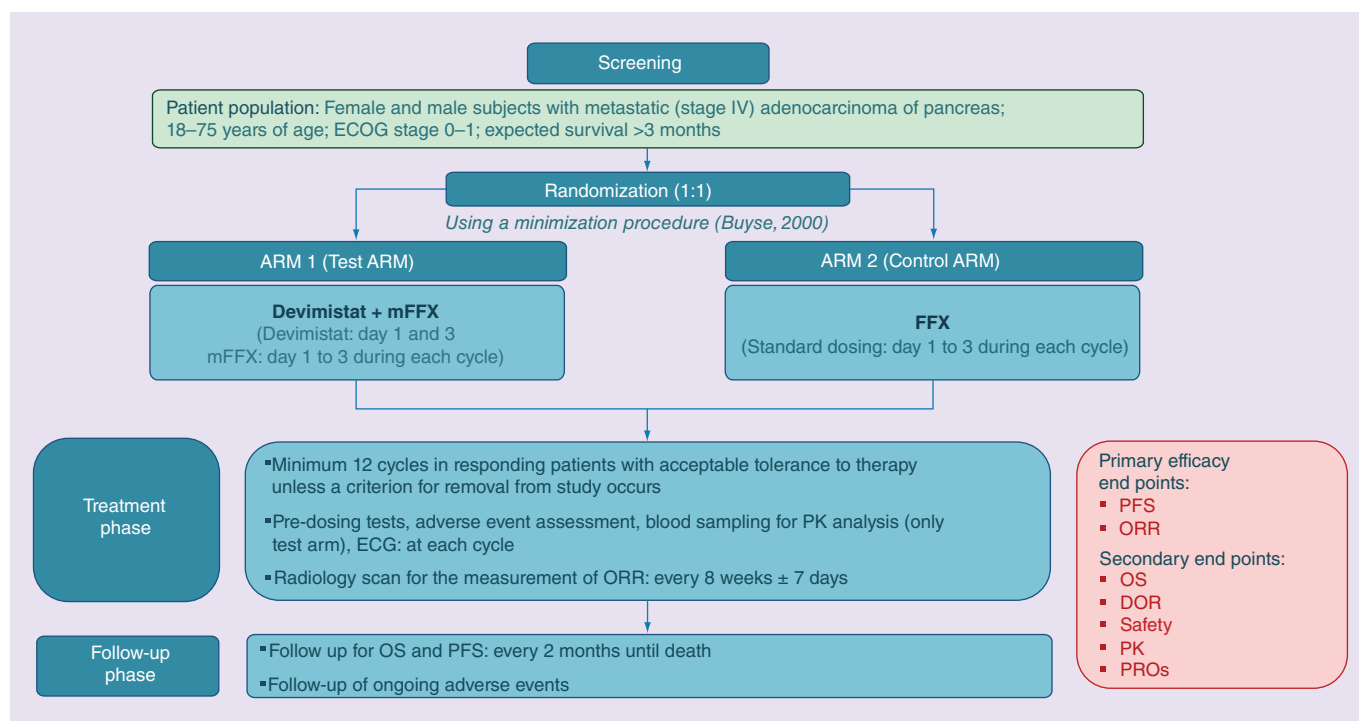 Screening
Patient population: Female and male subjects with metastatic (stage IV) adenocarcinoma of pancreas;
18–75 years of age; ECOG stage 0–1; expected survival >3 months
Randomization (1:1)
Using a minimization procedure (Buyse, 2000)
ARM 1 (Test ARM)
Devimistat + mFFX
(Devimistat: day 1 and 3
mFFX: day 1 to 3 during each cycle)
ARM 2 (Control ARM)
FFX
(Standard dosing: day 1 to 3 during each cycle)
Treatment
phase
▪Minimum 12 cycles in responding patients with acceptable tolerance to therapy
unless a criterion for removal from study occurs
▪Pre-dosing tests, adverse event assessment, blood sampling for PK analysis (only
test arm), ECG: at each cycle
▪Radiology scan for the measurement of ORR: every 8 weeks ± 7 days
Primary efficacy
end points:
▪ PFS
▪ ORR
Secondary end points:
▪ OS
▪ DOR
▪ Safety
▪ PK
▪ PROs
Follow-up
phase
▪Follow up for OS and PFS: every 2 months until death
▪Follow-up of ongoing adverse events